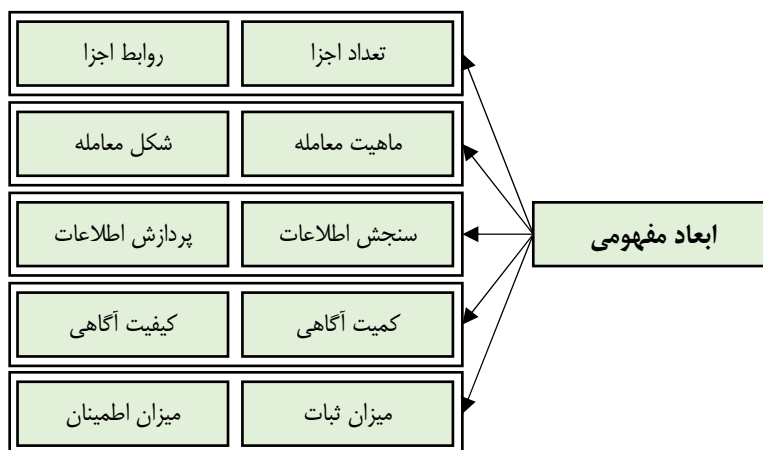 ابعاد مفهومی
تعداد اجزا
روابط اجزا
ماهیت معامله
شکل معامله
سنجش اطلاعات
پردازش اطلاعات
کمیت آگاهی
کیفیت آگاهی
میزان ثبات
میزان اطمینان